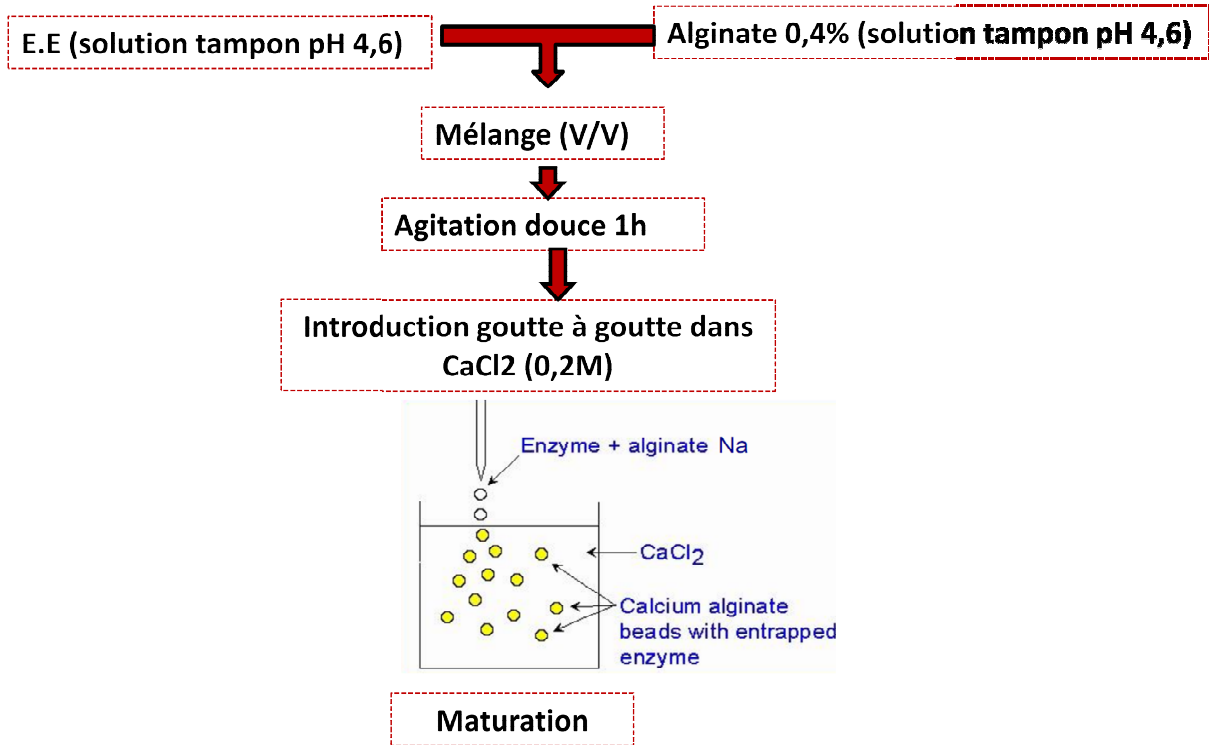 E.E (solution tampon pH 4,6)
Alginate 0,4% (solution tampon pH 4,6)
Mélange (V/V)
Agitation douce 1h
Introduction goutte à goutte dans
CaCl2 (0,2M)
Enzyme + alginate Na
CaCl2
Calcium alginate
beads with entrapped
enzyme
Maturation